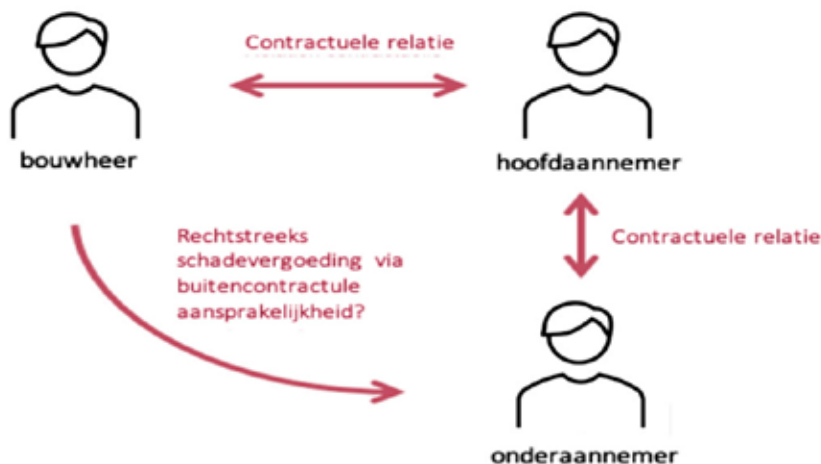 Contractuele relatie
bouwheer
hoofdaannemer
Rechtstreeks
schadevergoeding via
buitencontractule
aansprakelijkheid?
Contractuele relatie
onderaannemer